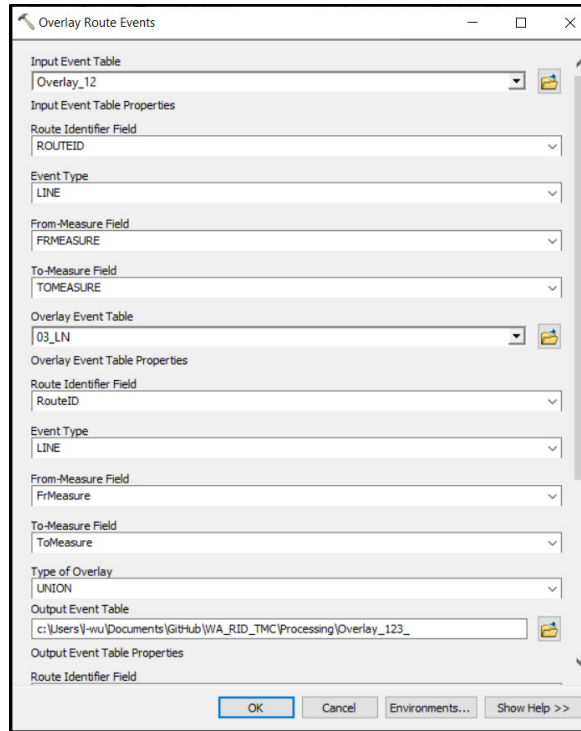 Overlay Route Events
Input Event Table
Overlay_12
Input Event Table Properties
Route Identifier Field
ROUTEID
Event Type
LINE
From-Measure Field
FRMEASURE
To-Measure Field
TOMEASURE
Overlay Event Table
03_LN
Overlay Event Table Properties
Route Identifier Field
RouteID
Event Type
LINE
From-Measure Field
FrMeasure
To-Measure Field
ToMeasure
Type of Overlay
UNION
Output Event Table
c:\Users\l-wu\Documents\GitHub\WA_RID_TMC\Processing\Overlay_123_
Output Event Table Properties
Route Identifier Field
OK Cancel Environments... Show Help >>